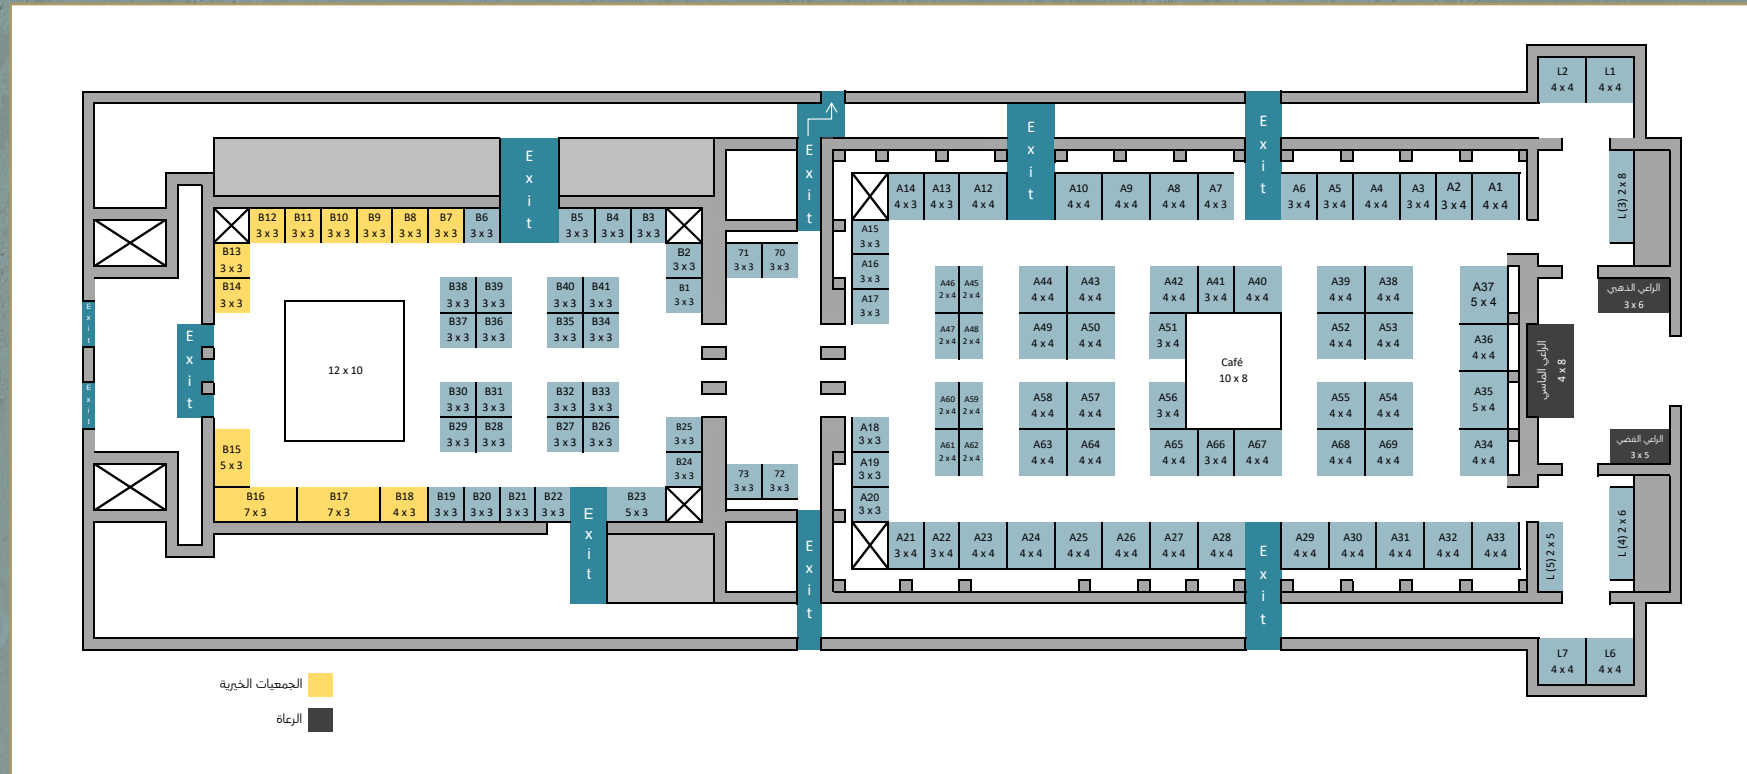 L2
4 x 4
L1
4 x 4
Exit
Exit
Exit
Exit
L (3) 2 x 8
A14
4 x 3
A13
4 x 3
A12
4 x 4
A10
4 x 4
A9
4 x 4
A8
4 x 4
A7
4 x 3
A6
3 x 4
A5
3 x 4
A4
4 x 4
A3
3 x 4
A2
3 x 4
A1
4 x 4
B12
3 x 3
B11
3 x 3
B10
3 x 3
B9
3 x 3
B8
3 x 3
B7
3 x 3
B6
3 x 3
B5
3 x 3
B4
3 x 3
B3
3 x 3
B13
3 x 3
B14
3 x 3
B2
3 x 3
B1
3 x 3
71
3 x 3
70
3 x 3
A15
3 x 3
A16
3 x 3
A17
3 x 3
B38
3 x 3
B39
3 x 3
B40
3 x 3
B41
3 x 3
B37
3 x 3
B36
3 x 3
B35
3 x 3
B34
3 x 3
A46
2 x 4
A45
2 x 4
A44
4 x 4
A43
4 x 4
A42
4 x 4
A41
3 x 4
A40
4 x 4
A39
4 x 4
A38
4 x 4
A37
5 x 4
الراعي الذهبي
3 x 6
A47
2 x 4
A48
2 x 4
A49
4 x 4
A50
4 x 4
A51
3 x 4
A52
4 x 4
A53
4 x 4
A36
4 x 4
Exit
Exit
Exit
12 x 10
Café
10 x 8
الراعي الماسي
4 x 8
B30
3 x 3
B31
3 x 3
B32
3 x 3
B33
3 x 3
B29
3 x 3
B28
3 x 3
B27
3 x 3
B26
3 x 3
A60
2 x 4
A59
2 x 4
A58
4 x 4
A57
4 x 4
A56
3 x 4
A55
4 x 4
A54
4 x 4
A35
5 x 4
B15
5 x 3
B25
3 x 3
B24
3 x 3
73
3 x 3
72
3 x 3
A18
3 x 3
A19
3 x 3
A20
3 x 3
A61
2 x 4
A62
2 x 4
A63
4 x 4
A64
4 x 4
A65
4 x 4
A66
3 x 4
A67
4 x 4
A68
4 x 4
A69
4 x 4
A34
4 x 4
الراعي الفضي
3 x 5
B16
7 x 3
B17
7 x 3
B18
4 x 3
B19
3 x 3
B20
3 x 3
B21
3 x 3
B22
3 x 3
B23
5 x 3
Exit
Exit
Exit
A21
3 x 4
A22
3 x 4
A23
4 x 4
A24
4 x 4
A25
4 x 4
A26
4 x 4
A27
4 x 4
A28
4 x 4
A29
4 x 4
A30
4 x 4
A31
4 x 4
A32
4 x 4
A33
4 x 4
L (5) 2 x 5
L (4) 2 x 6
L7
4 x 4
L6
4 x 4
الجمعيات الخيرية
الرعاة